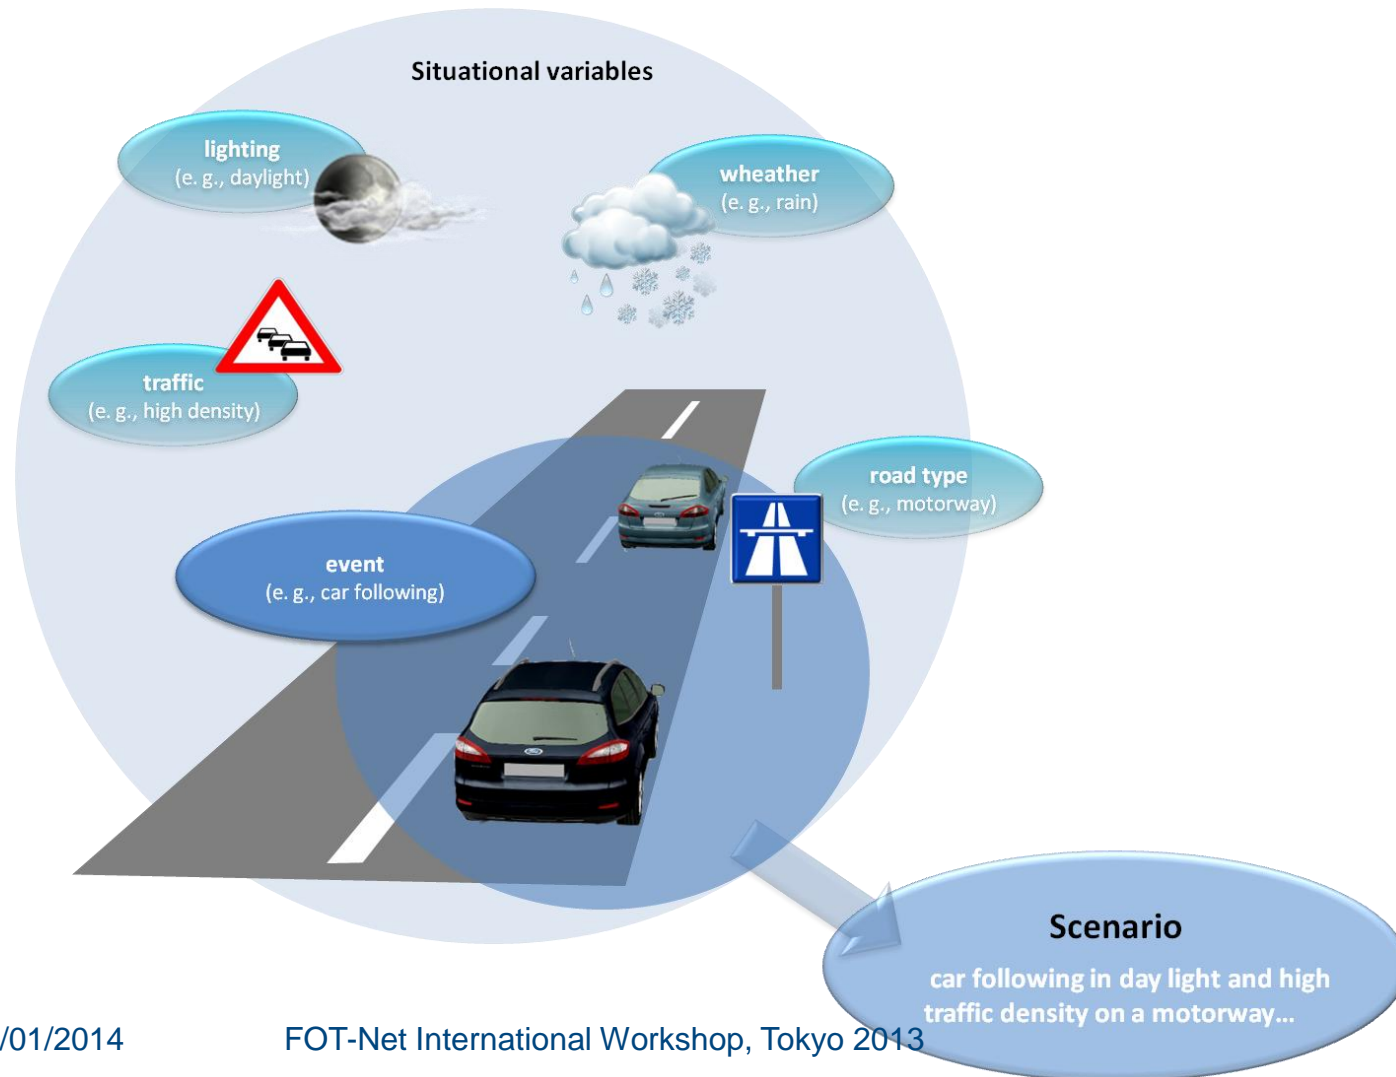 Situational variables
lighting
(e. g., daylight)
wheather
(e. g., rain)
traffic
(e. g., high density)
road type
(e. g., motorway)
event
(e. g., car following)
Scenario
car following in day light and high
traffic density on a motorway...
/01/2014
FOT-Net International Workshop, Tokyo 2013